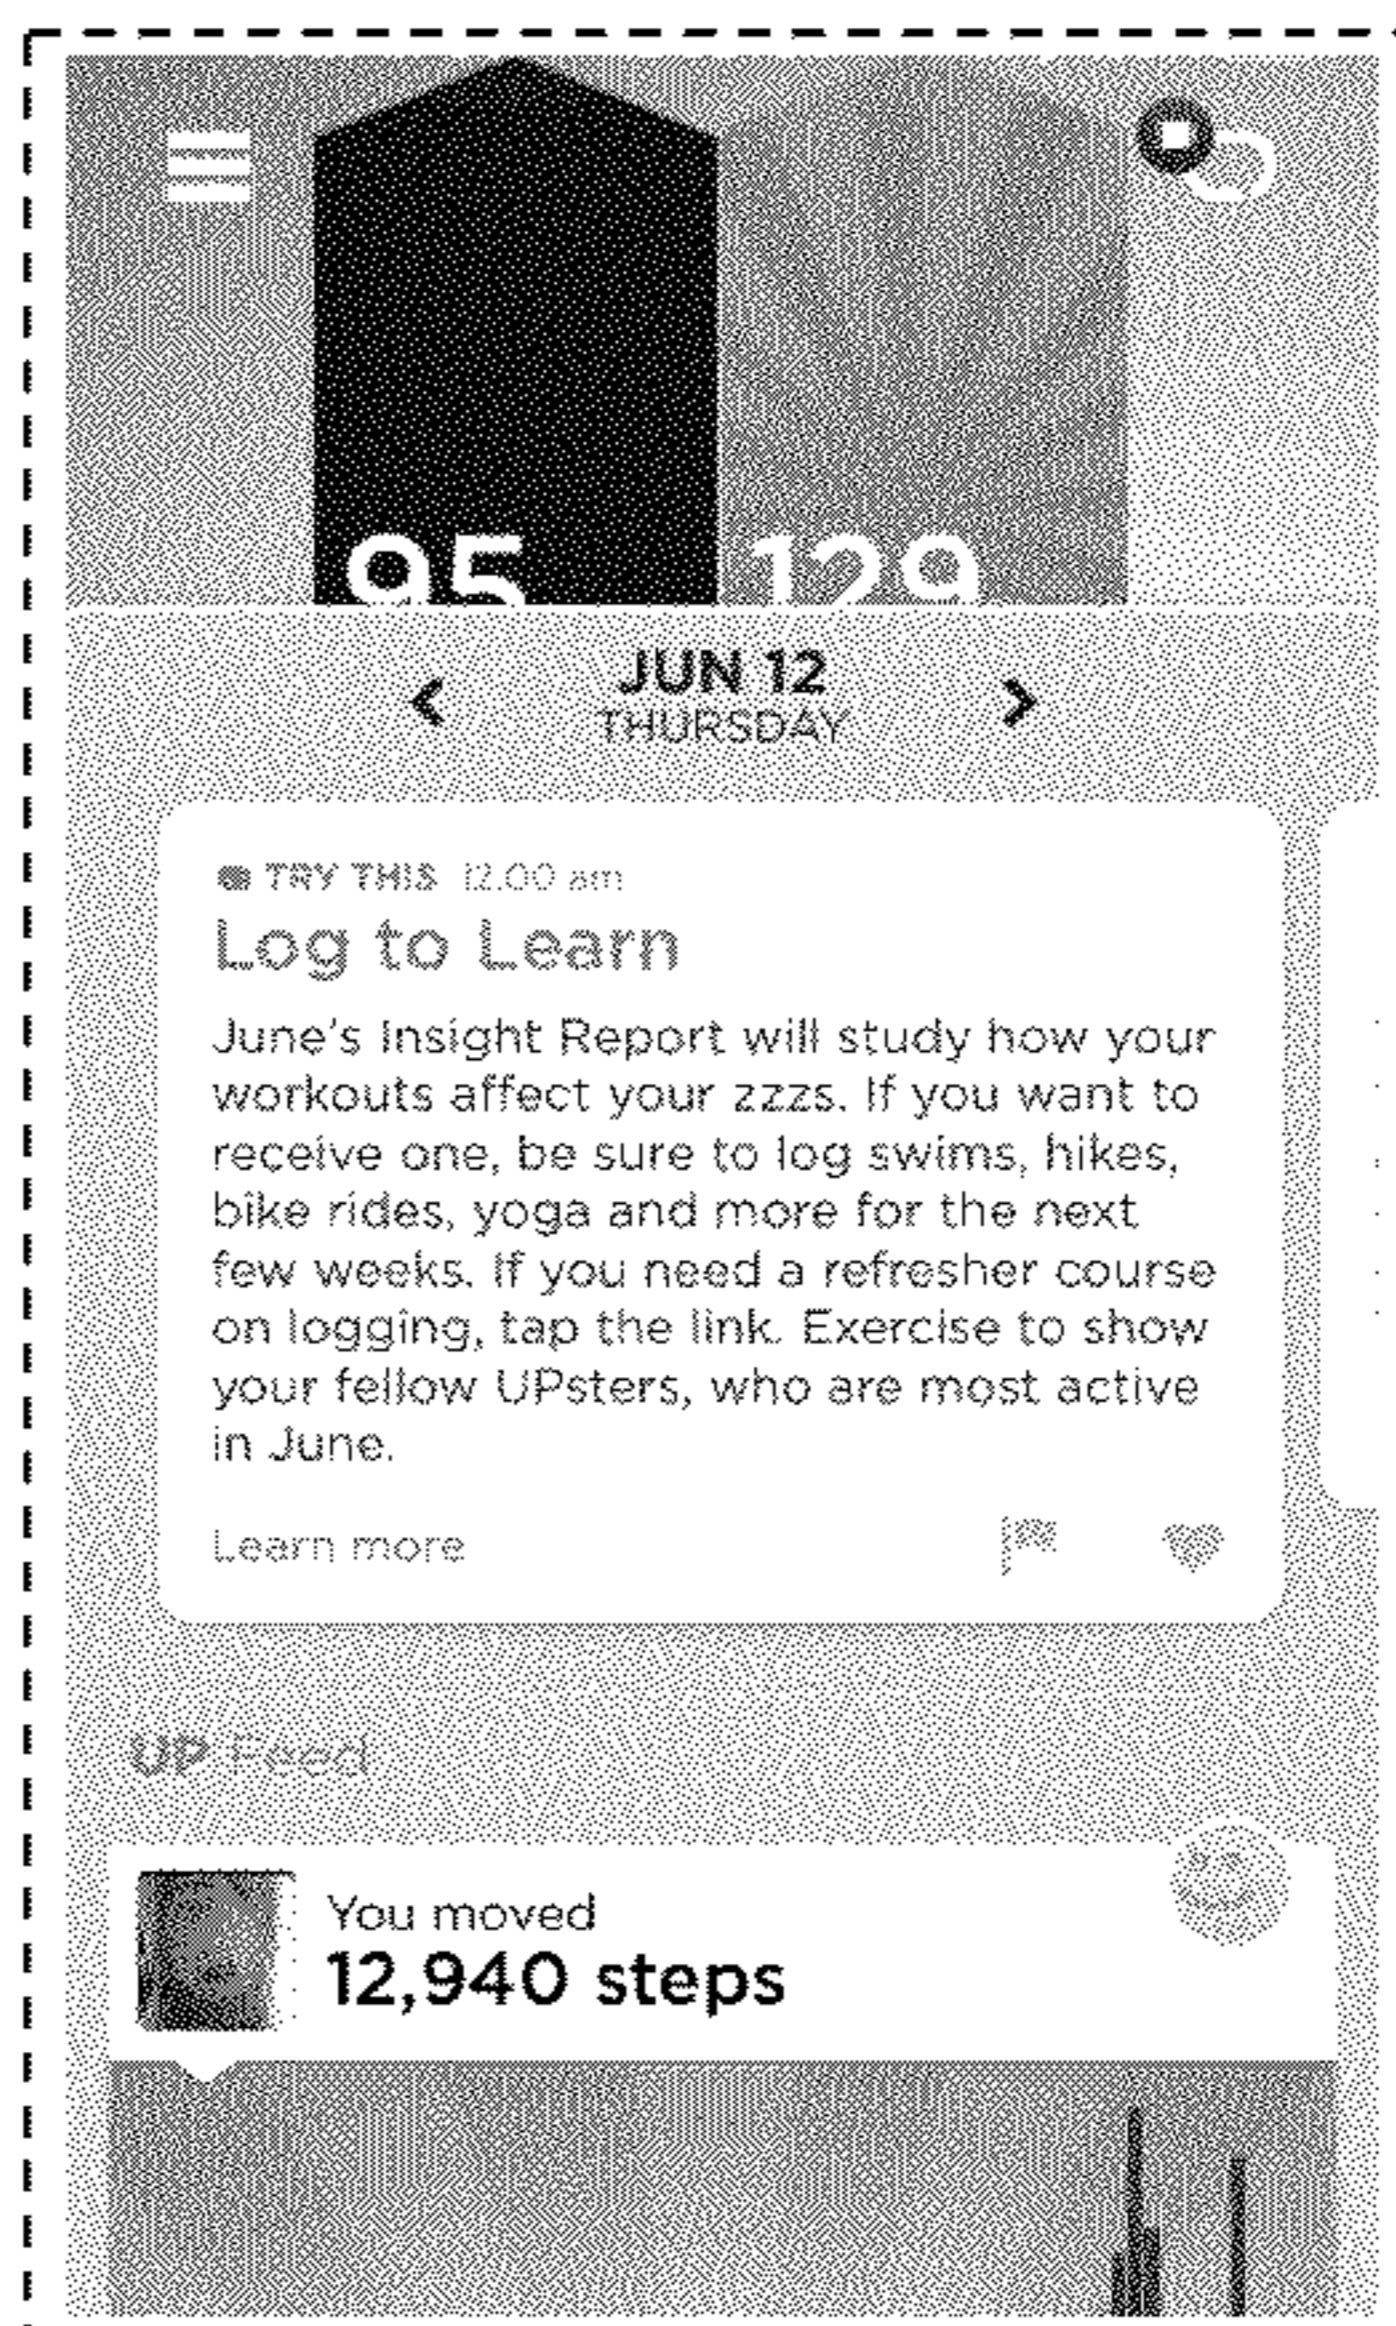 95 129
JUN 12
THURSDAY
TRY THIS 12.00 am
Log to Learn
June's Insight Report will study how your
workouts affect your zzzs. If you want to
receive one, be sure to log swims, hikes,
bike rides, yoga and more for the next
few weeks. If you need a refresher course
on logging, tap the link. Exercise to show
your fellow UPsters, who are most active
in June.
Learn more
UP Feed
You moved
12,940 steps